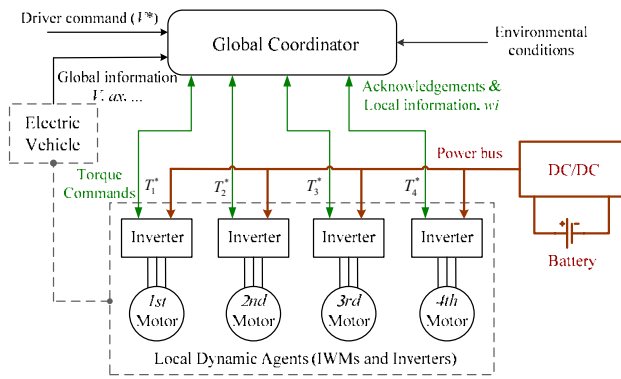 Driver command (V*)
Global Coordinator
Environmental
conditions
Global information
V, ax, ...
Acknowledgements &
Local information, wi
Electric
Vehicle
Torque
Commands
T1*
T2*
T3*
T4*
Power bus
DC/DC
Battery
Inverter
Inverter
Inverter
Inverter
1st
Motor
2nd
Motor
3rd
Motor
4th
Motor
Local Dynamic Agents (IWMs and Inverters)